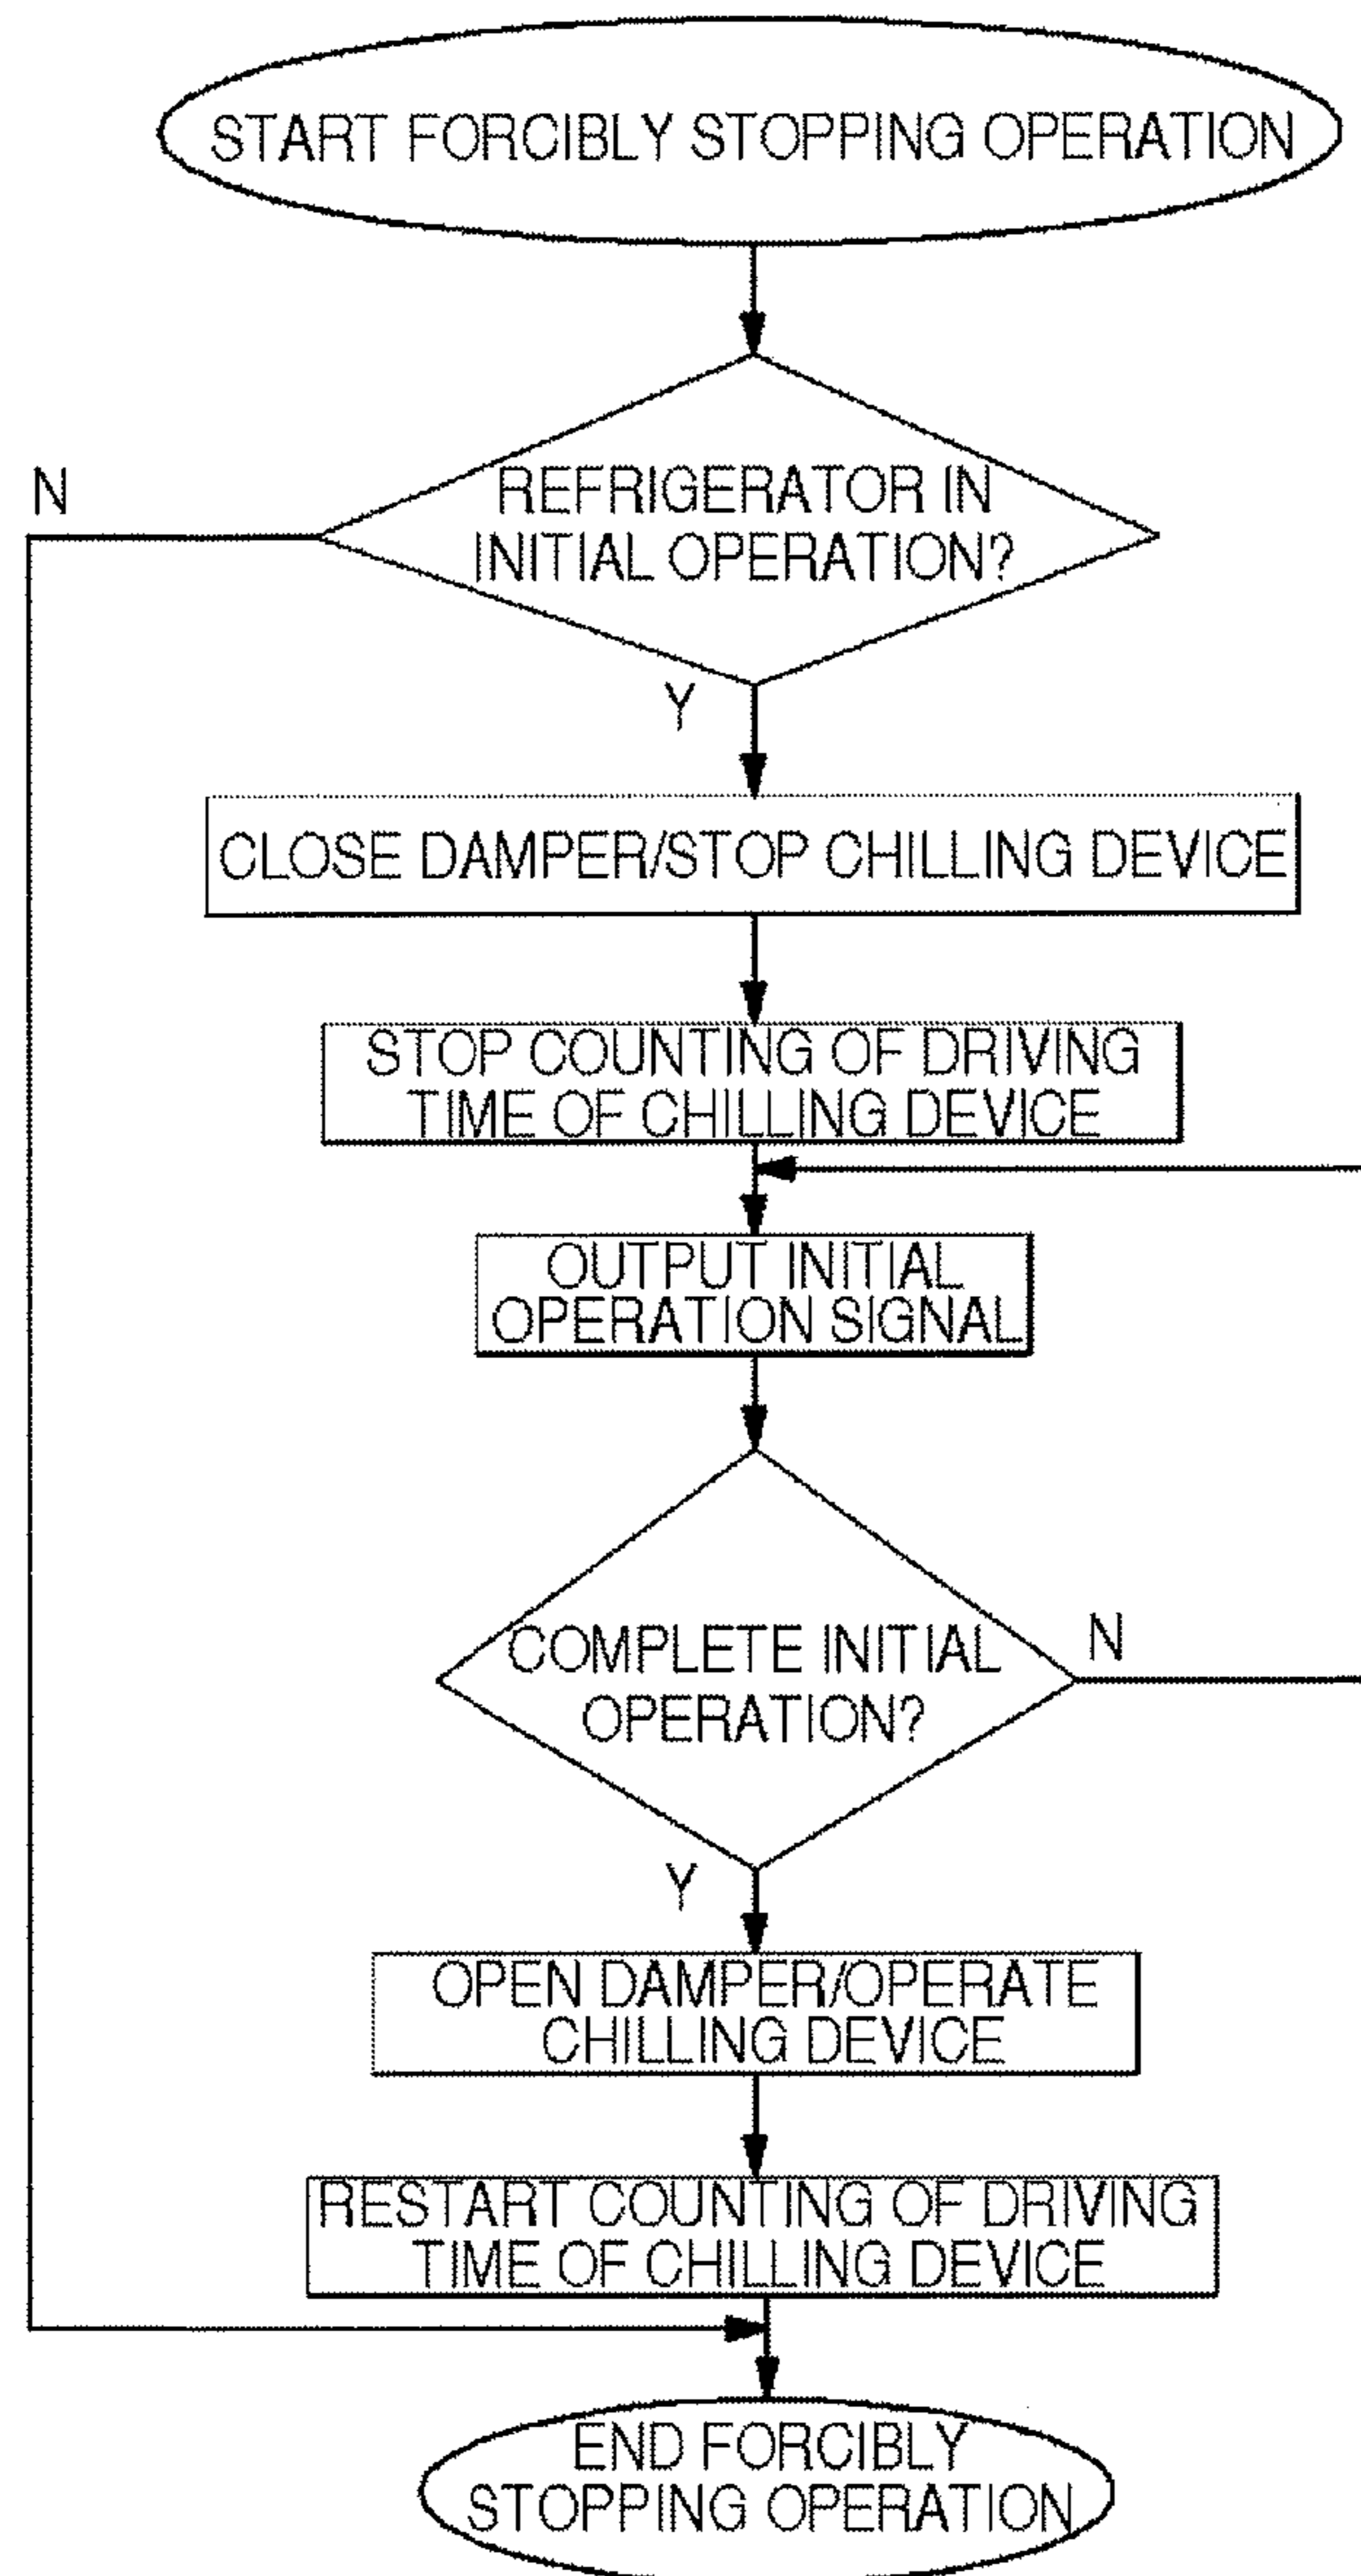 START FORCIBLY STOPPING OPERATION
N
REFRIGERATOR IN
INITIAL OPERATION?
Y
CLOSE DAMPER/STOP CHILLING DEVICE
STOP COUNTING OF DRIVING
TIME OF CHILLING DEVICE
OUTPUT INITIAL
OPERATION SIGNAL
COMPLETE INITIAL
OPERATION?
N
Y
OPEN DAMPER/OPERATE
CHILLING DEVICE
RESTART COUNTING OF DRIVING
TIME OF CHILLING DEVICE
END FORCIBLY
STOPPING OPERATION